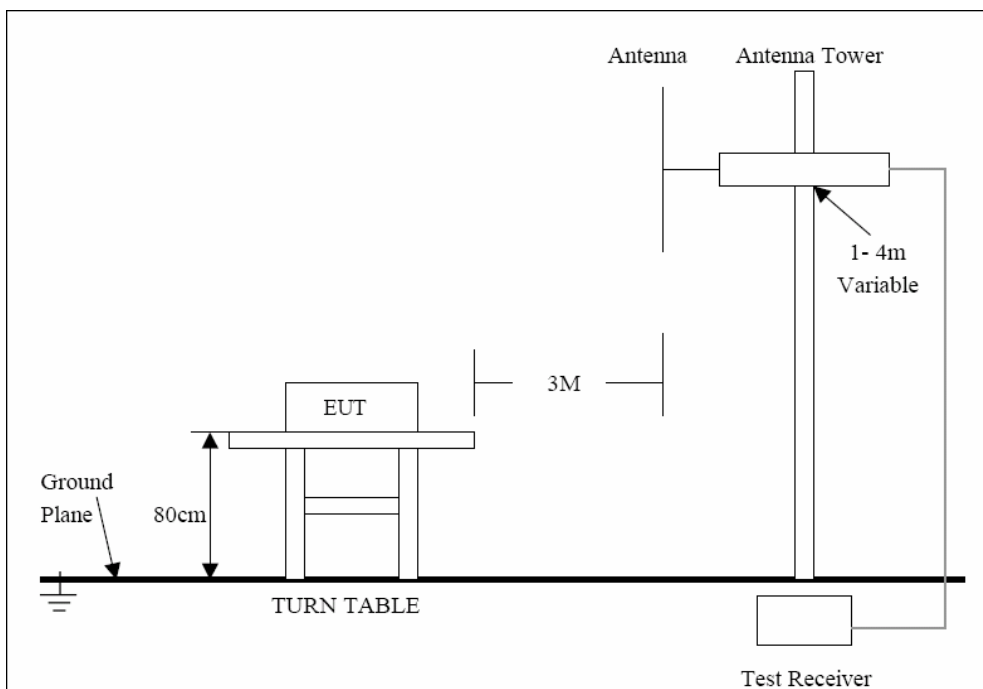 Antenna
Antenna Tower
1- 4m
Variable
3M
EUT
Ground
Plane
80cm
TURN TABLE
Test Receiver